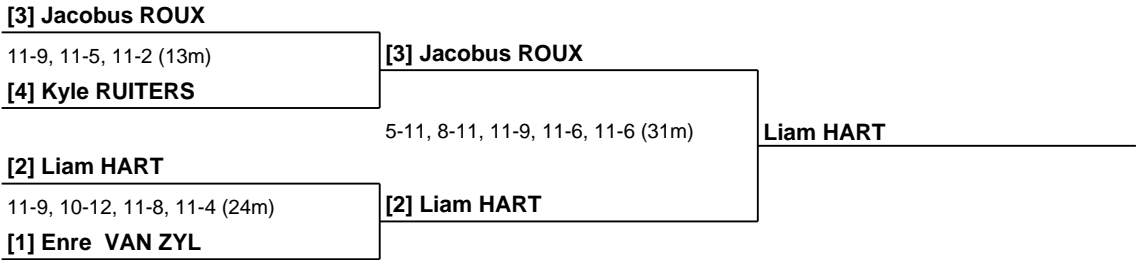 [3] Jacobus ROUX
11-9, 11-5, 11-2 (13m)
[3] Jacobus ROUX
[4] Kyle RUITERS
5-11, 8-11, 11-9, 11-6, 11-6 (31m)
Liam HART
[2] Liam HART
11-9, 10-12, 11-8, 11-4 (24m)
[2] Liam HART
[1] Enre  VAN ZYL